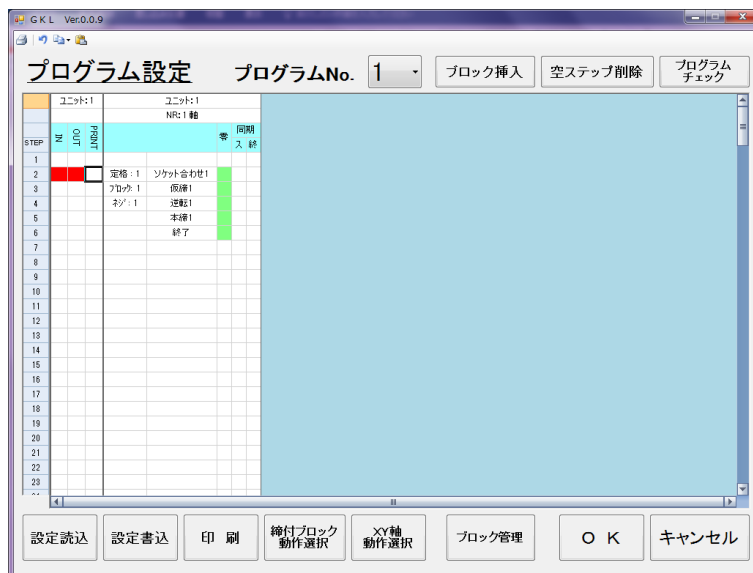 G K L Ver.0.0.9
プログラム設定 プログラムNo. 1 ブロック挿入 空ステップ削除 プログラム
チェック
ユニット:1 ユニット:1
NR:1 軸
STEP IN OUT PRINT 零 同期
ス 終
1
2 定格:1 ソケット合わせ1
3 ブロック:1 仮締1
4 ネジ:1 逆転1
5 本締1
6 終了
7
8
9
10
11
12
13
14
15
16
17
18
19
20
21
22
23
設定読込 設定書込 印 刷 締付ブロック
動作選択 XY軸
動作選択 ブロック管理 O K キャンセル